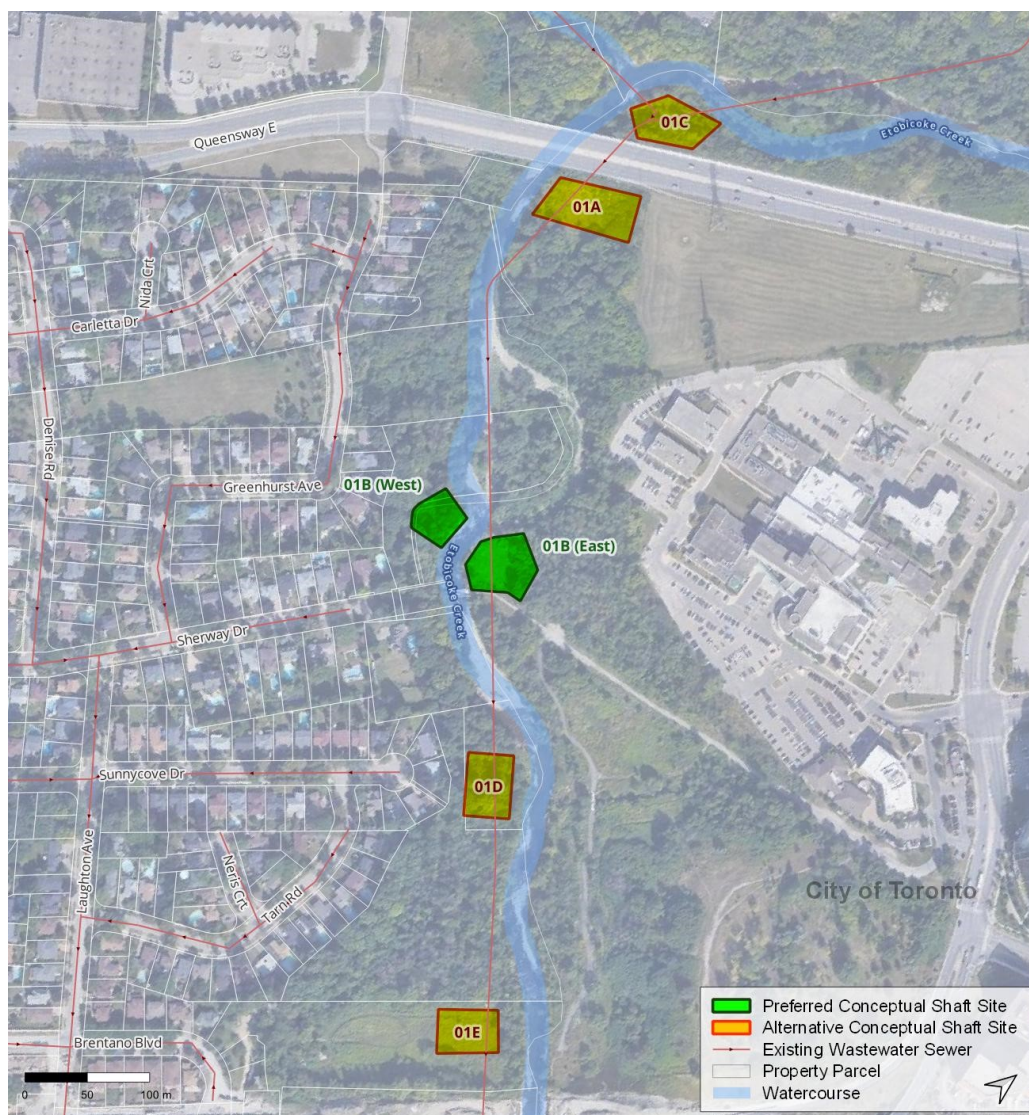 01C
Queensway E
Etobicoke Creek
01A
Nida Crt
Carletta Dr
Denise Rd
Greenhurst Ave
01B (West)
01B (East)
Etobicoke Creek
Sherway Dr
Sunnycove Dr
01D
Laughton Ave
Neris Crt
Tarn Rd
City of Toronto
01E
Brentano Blvd
0 50 100 m
Preferred Conceptual Shaft Site
Alternative Conceptual Shaft Site
Existing Wastewater Sewer
Property Parcel
Watercourse